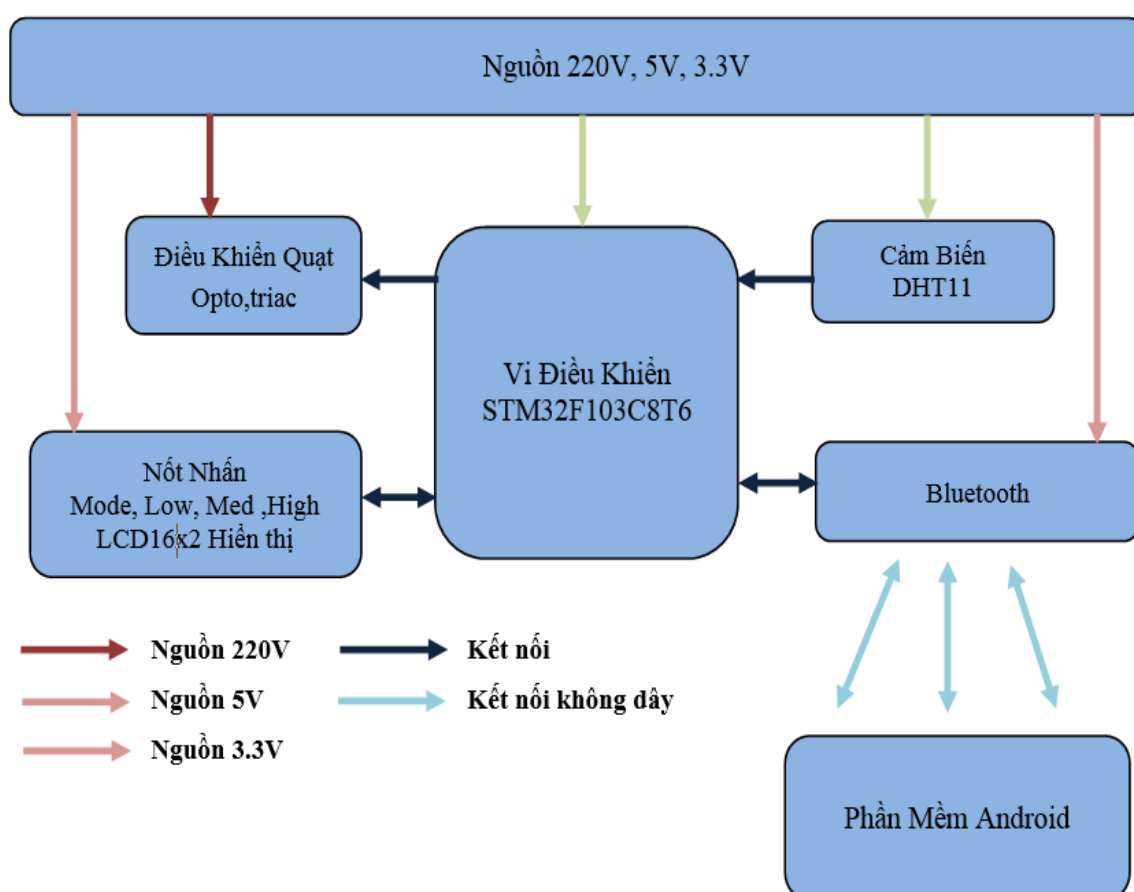 Nguồn 220V, 5V, 3.3V
Điều Khiển Quạt
Opto,triac
Cảm Biến
DHT11
Vi Điều Khiển
STM32F103C8T6
Nốt Nhấn
Mode, Low, Med ,High
LCD16x2 Hiển thị
Bluetooth
Nguồn 220V
Kết nối
Nguồn 5V
Kết nối không dây
Nguồn 3.3V
Phần Mềm Android